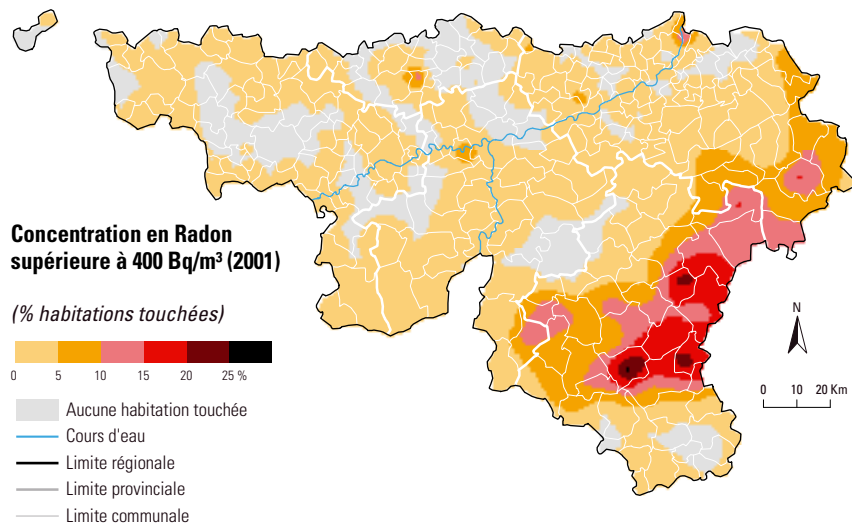 Concentration en Radon
supérieure à 400 Bq/m³ (2001)
(% habitations touchées)
0 5 10 15 20 25 %
Aucune habitation touchée
Cours d'eau
Limite régionale
Limite provinciale
Limite communale
N
0 10 20 Km